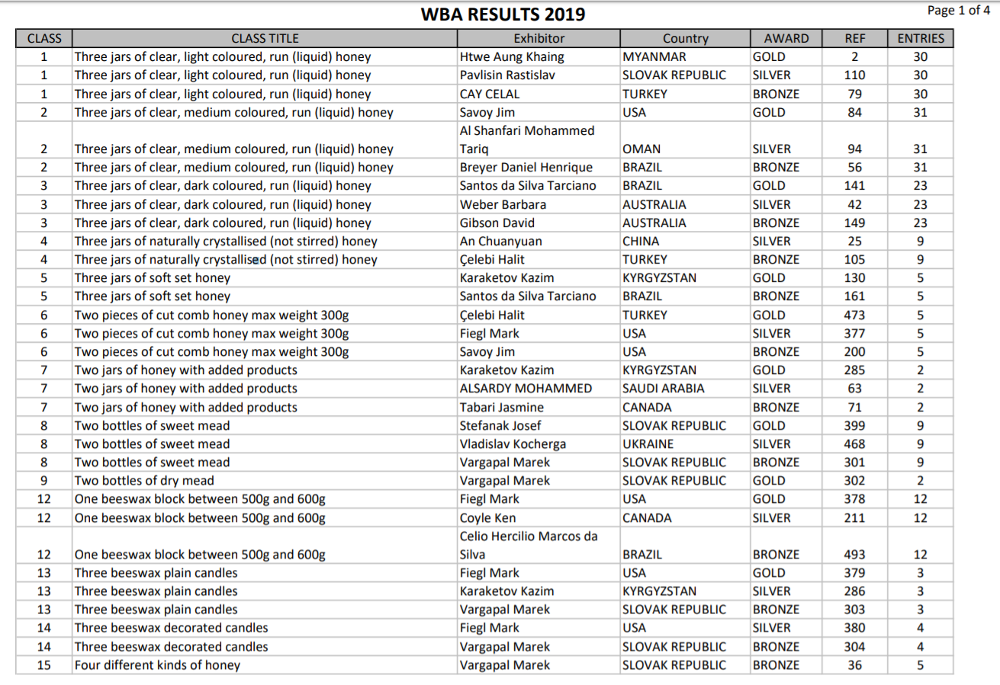 WBA RESULTS 2019
Page 1 of 4
CLASS CLASS TITLE Exhibitor Country AWARD REF ENTRIES
1 Three jars of clear, light coloured, run (liquid) honey Htwe Aung Khaing MYANMAR GOLD 2 30
1 Three jars of clear, light coloured, run (liquid) honey Pavlisin Rastislav SLOVAK REPUBLIC SILVER 110 30
1 Three jars of clear, light coloured, run (liquid) honey CAY CELAL TURKEY BRONZE 79 30
2 Three jars of clear, medium coloured, run (liquid) honey Savoy Jim USA GOLD 84 31
Al Shanfari Mohammed
2 Three jars of clear, medium coloured, run (liquid) honey Tariq OMAN SILVER 94 31
2 Three jars of clear, medium coloured, run (liquid) honey Breyer Daniel Henrique BRAZIL BRONZE 56 31
3 Three jars of clear, dark coloured, run (liquid) honey Santos da Silva Tarciano BRAZIL GOLD 141 23
3 Three jars of clear, dark coloured, run (liquid) honey Weber Barbara AUSTRALIA SILVER 42 23
3 Three jars of clear, dark coloured, run (liquid) honey Gibson David AUSTRALIA BRONZE 149 23
4 Three jars of naturally crystallised (not stirred) honey An Chuanyuan CHINA SILVER 25 9
4 Three jars of naturally crystallised (not stirred) honey Çelebi Halit TURKEY BRONZE 105 9
5 Three jars of soft set honey Karaketov Kazim KYRGYZSTAN GOLD 130 5
5 Three jars of soft set honey Santos da Silva Tarciano BRAZIL BRONZE 161 5
6 Two pieces of cut comb honey max weight 300g Çelebi Halit TURKEY GOLD 473 5
6 Two pieces of cut comb honey max weight 300g Fiegl Mark USA SILVER 377 5
6 Two pieces of cut comb honey max weight 300g Savoy Jim USA BRONZE 200 5
7 Two jars of honey with added products Karaketov Kazim KYRGYZSTAN GOLD 285 2
7 Two jars of honey with added products ALSARDY MOHAMMED SAUDI ARABIA SILVER 63 2
7 Two jars of honey with added products Tabari Jasmine CANADA BRONZE 71 2
8 Two bottles of sweet mead Stefanak Josef SLOVAK REPUBLIC GOLD 399 9
8 Two bottles of sweet mead Vladislav Kocherga UKRAINE SILVER 468 9
8 Two bottles of sweet mead Vargapal Marek SLOVAK REPUBLIC BRONZE 301 9
9 Two bottles of dry mead Vargapal Marek SLOVAK REPUBLIC GOLD 302 2
12 One beeswax block between 500g and 600g Fiegl Mark USA GOLD 378 12
12 One beeswax block between 500g and 600g Coyle Ken CANADA SILVER 211 12
Celio Hercilio Marcos da
12 One beeswax block between 500g and 600g Silva BRAZIL BRONZE 493 12
13 Three beeswax plain candles Fiegl Mark USA GOLD 379 3
13 Three beeswax plain candles Karaketov Kazim KYRGYZSTAN SILVER 286 3
13 Three beeswax plain candles Vargapal Marek SLOVAK REPUBLIC BRONZE 303 3
14 Three beeswax decorated candles Fiegl Mark USA SILVER 380 4
14 Three beeswax decorated candles Vargapal Marek SLOVAK REPUBLIC BRONZE 304 4
15 Four different kinds of honey Vargapal Marek SLOVAK REPUBLIC BRONZE 36 5